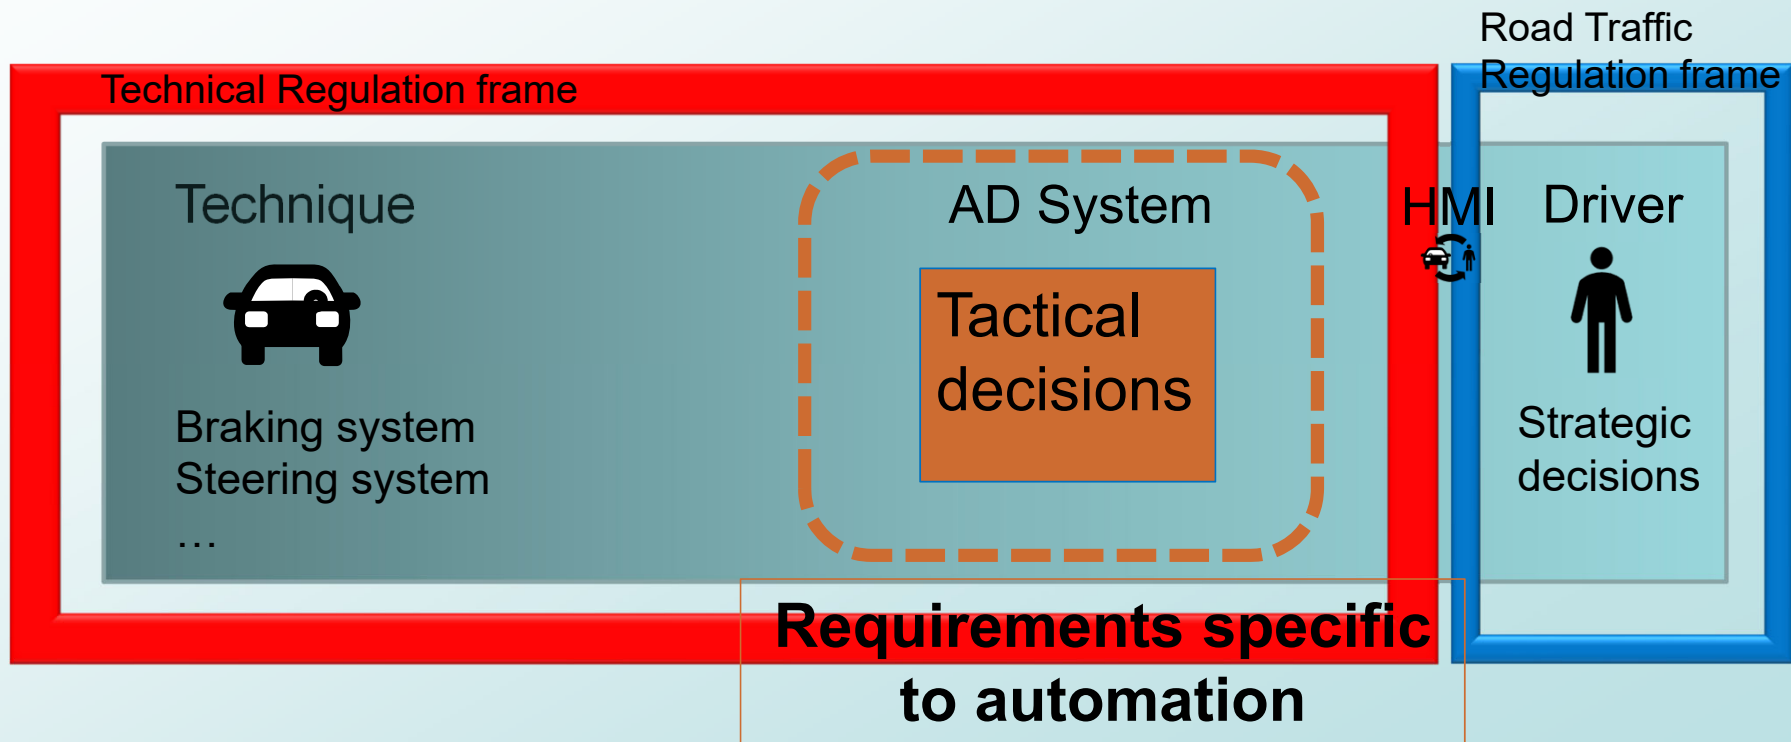 Road Traffic
Regulation frame
Technical Regulation frame
Technique
AD System
HMI
Driver
Tactical
decisions
Braking system
Steering system
…
Strategic
decisions
Requirements specific
to automation